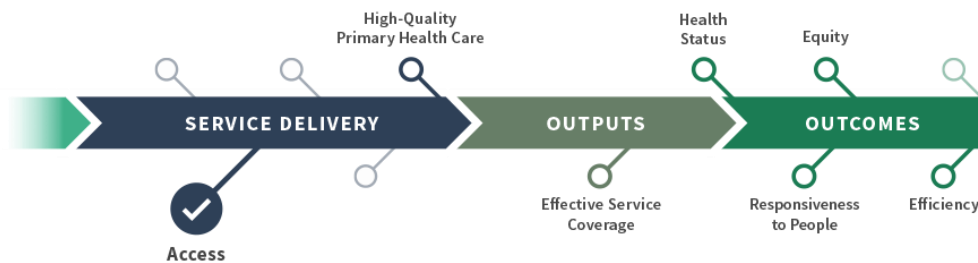 High-Quality
Primary Health Care
Health
Status
Equity
SERVICE DELIVERY
OUTPUTS
OUTCOMES
Access
Effective Service
Coverage
Responsiveness
to People
Efficiency